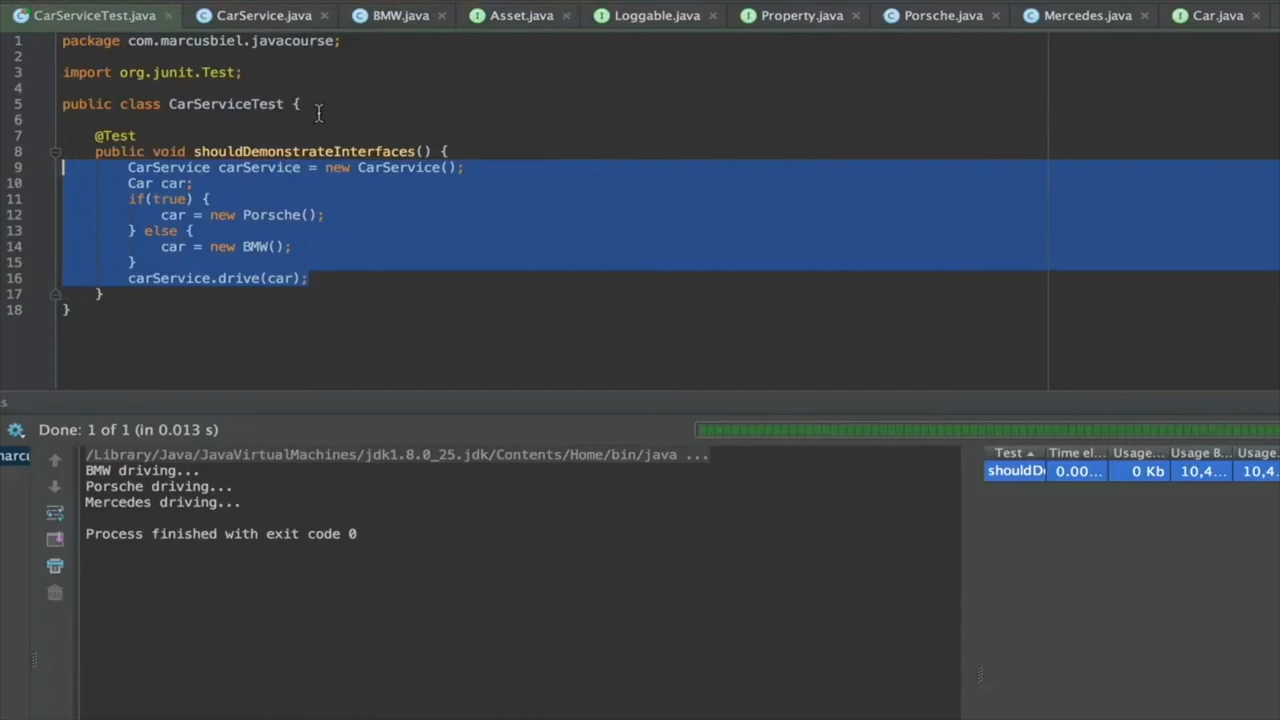 CarServiceTest.java CarService.java BMW.java Asset.java Loggable.java Property.java Porsche.java Mercedes.java Car.java
1 package com.marcusbiel.javacourse;
2
3 import org.junit.Test;
4
5 public class CarServiceTest {
6
7 @Test
8 public void shouldDemonstrateInterfaces() {
9 CarService carService = new CarService();
10 Car car;
11 if(true) {
12 car = new Porsche();
13 } else {
14 car = new BMW();
15 }
16 carService.drive(car);
17 }
18 }
s
Done: 1 of 1 (in 0.013 s)
marcu /Library/Java/JavaVirtualMachines/jdk1.8.0_25.jdk/Contents/Home/bin/java ... Test Time el... Usage... Usage B... Usage.
BMW driving... shouldD 0.00... 0 Kb 10,4... 10,4.
Porsche driving...
Mercedes driving...
Process finished with exit code 0